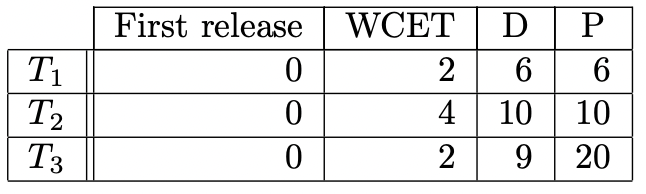 First release WCET D P
T₁ 0 2 6 6
T₂ 0 4 10 10
T₃ 0 2 9 20